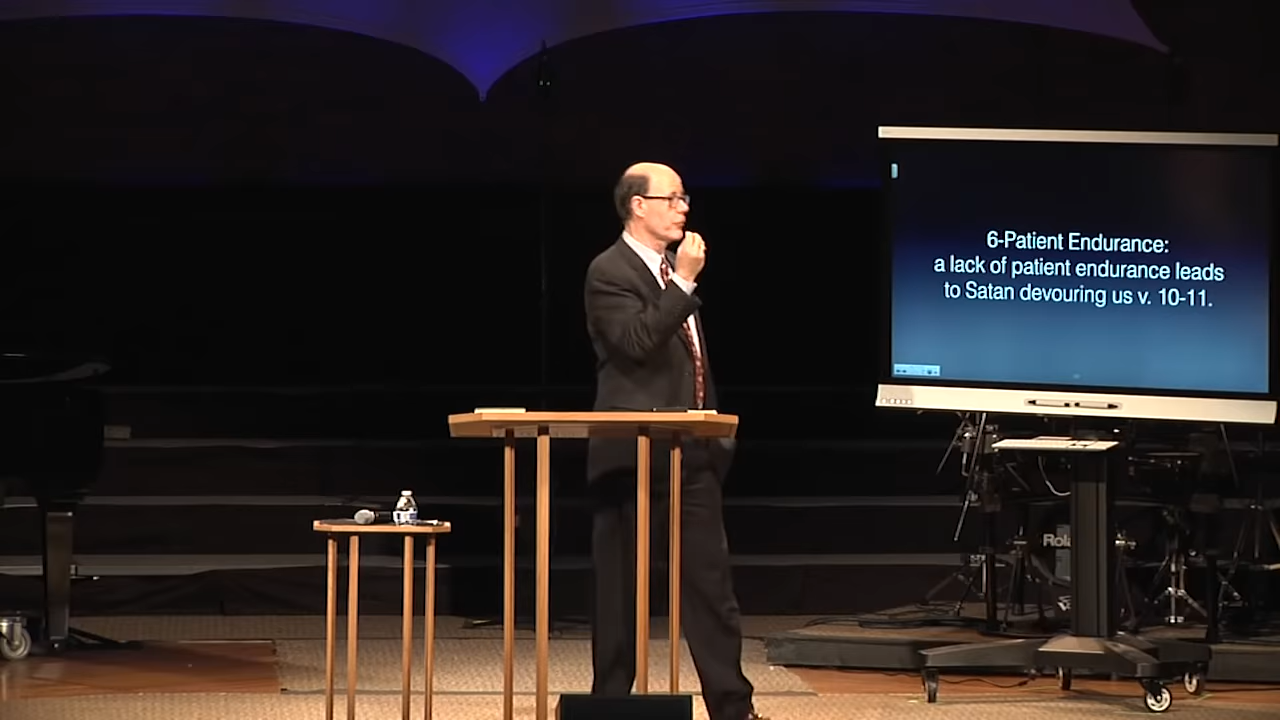 6-Patient Endurance:
a lack of patient endurance leads
to Satan devouring us v. 10-11.